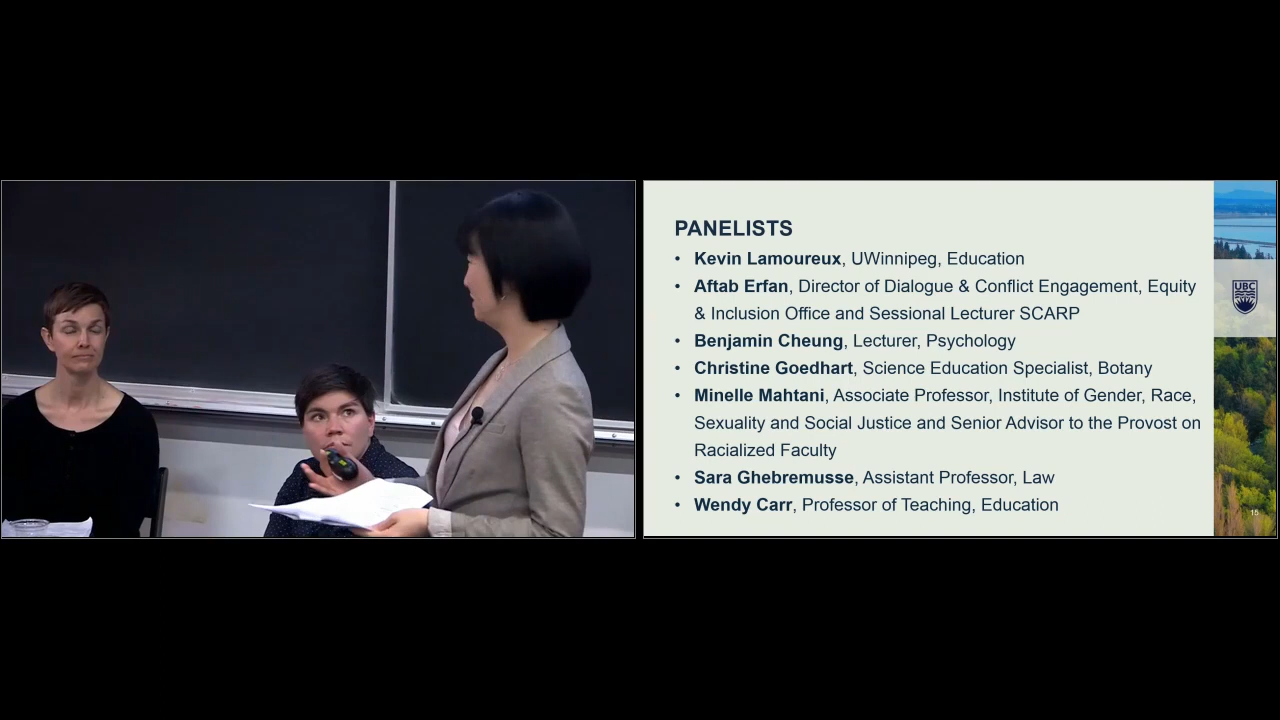 PANELISTS
• Kevin Lamoureux, UWinnipeg, Education
• Aftab Erfan, Director of Dialogue & Conflict Engagement, Equity
& Inclusion Office and Sessional Lecturer SCARP
• Benjamin Cheung, Lecturer, Psychology
• Christine Goedhart, Science Education Specialist, Botany
• Minelle Mahtani, Associate Professor, Institute of Gender, Race,
Sexuality and Social Justice and Senior Advisor to the Provost on
Racialized Faculty
• Sara Ghebremusse, Assistant Professor, Law
• Wendy Carr, Professor of Teaching, Education
UBC
15